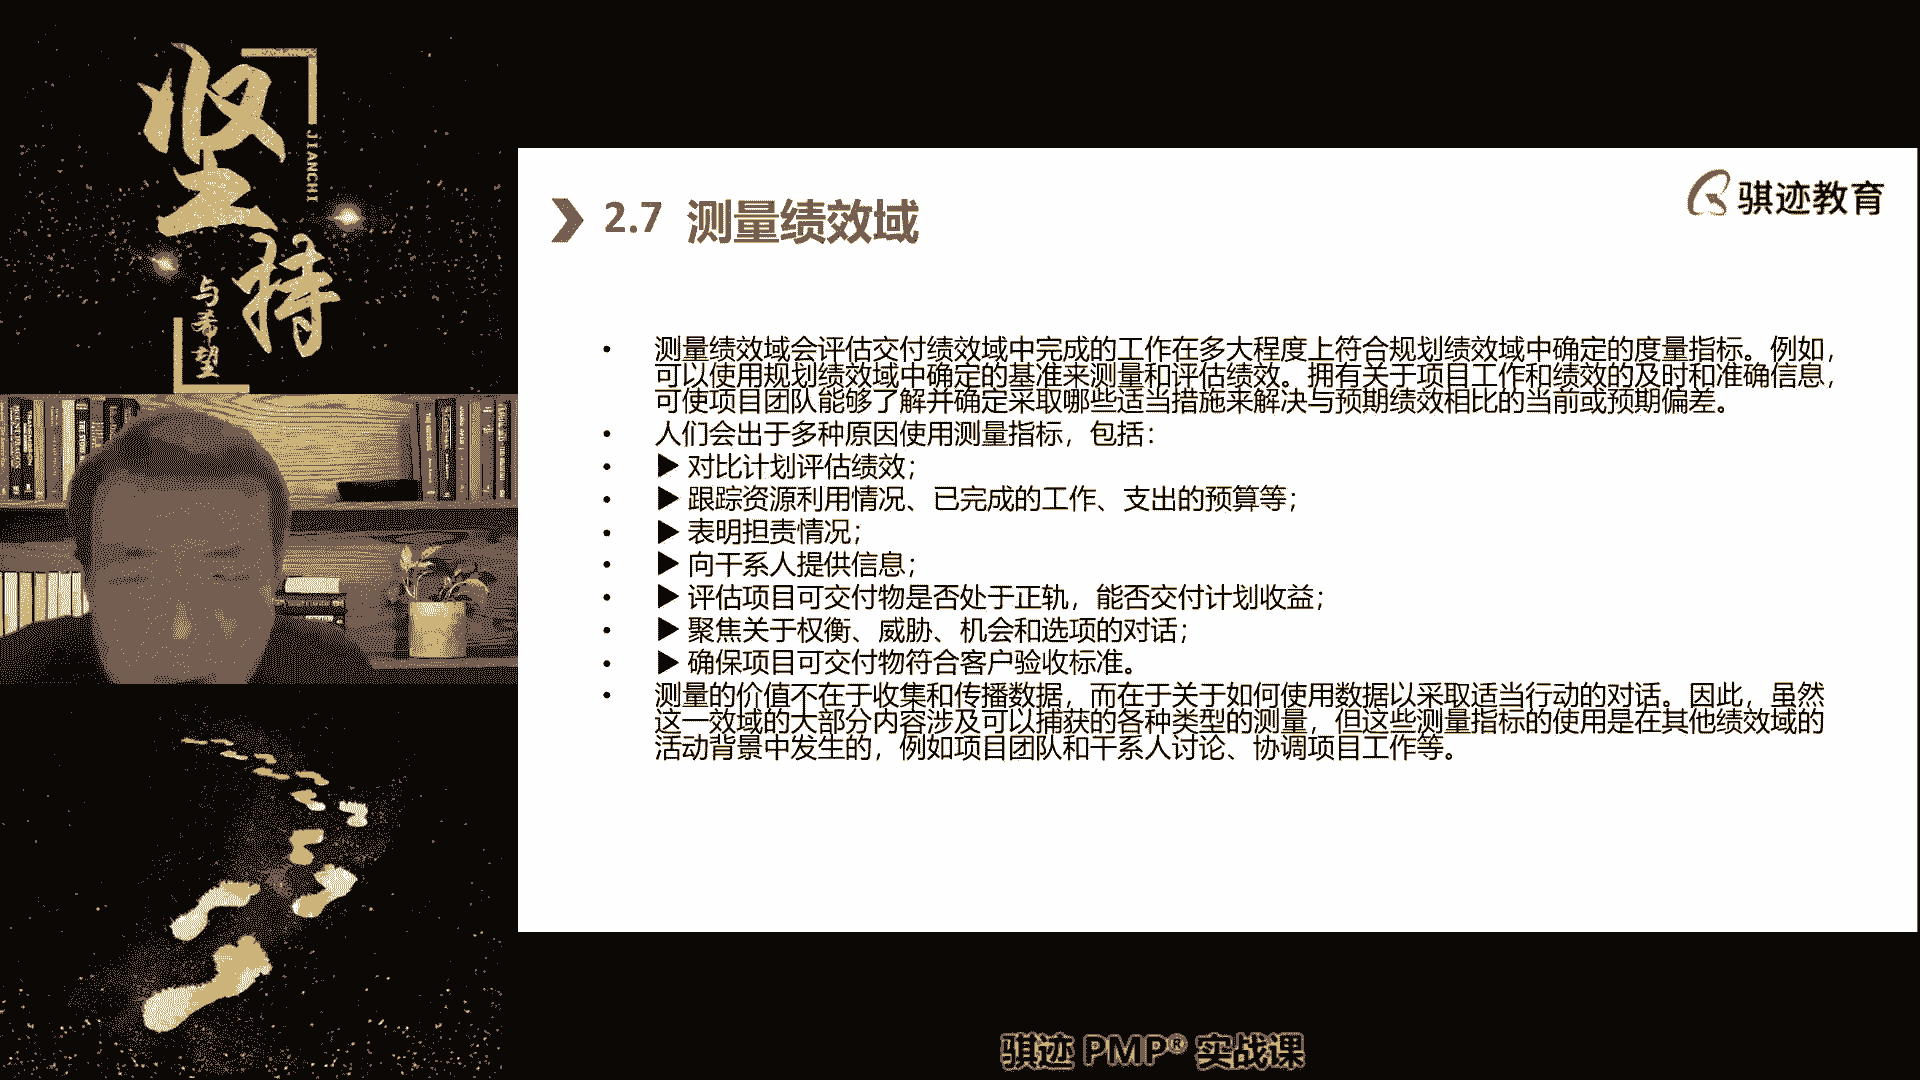 坚持
JIANCHI
与希望
骐迹教育
2.7 测量绩效域
• 测量绩效域会评估交付绩效域中完成的工作在多大程度上符合规划绩效域中确定的度量指标。例如，
可以使用规划绩效域中确定的基准来测量和评估绩效。拥有关于项目工作和绩效的及时和准确信息，
可使项目团队能够了解并确定采取哪些适当措施来解决与预期绩效相比的当前或预期偏差。
• 人们会出于多种原因使用测量指标，包括：
• ▶ 对比计划评估绩效；
• ▶ 跟踪资源利用情况、已完成的工作、支出的预算等；
• ▶ 表明担责情况；
• ▶ 向干系人提供信息；
• ▶ 评估项目可交付物是否处于正轨，能否交付计划收益；
• ▶ 聚焦关于权衡、威胁、机会和选项的对话；
• ▶ 确保项目可交付物符合客户验收标准。
• 测量的价值不在于收集和传播数据，而在于关于如何使用数据以采取适当行动的对话。因此，虽然
这一效域的大部分内容涉及可以捕获的各种类型的测量，但这些测量指标的使用是在其他绩效域的
活动背景中发生的，例如项目团队和干系人讨论、协调项目工作等。
骐迹 PMP® 实战课